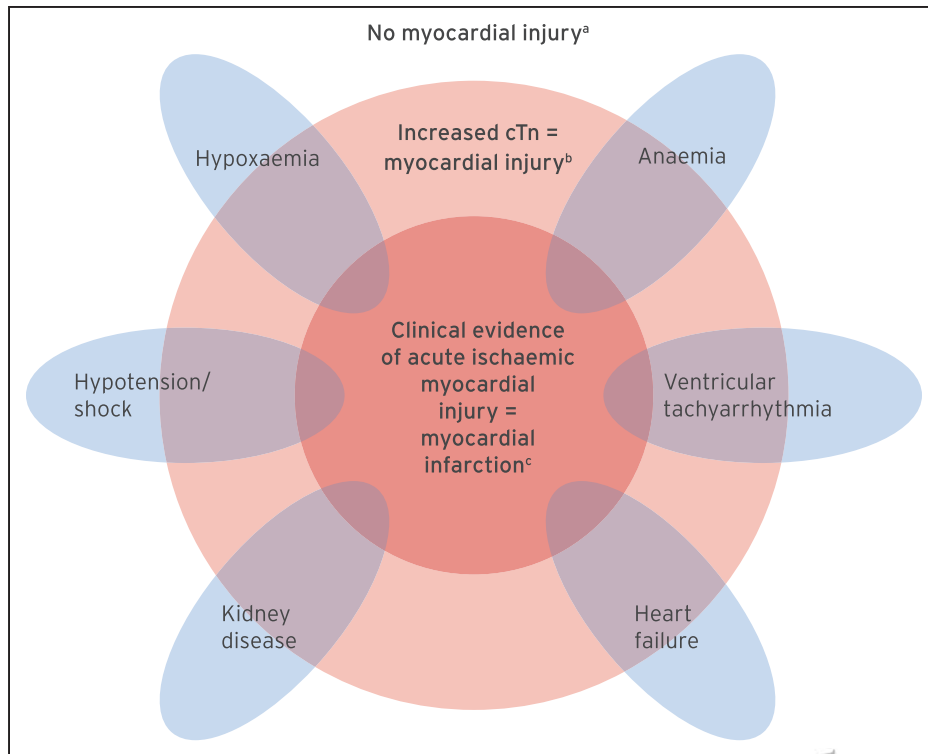 No myocardial injuryᵃ
Increased cTn =
myocardial injuryᵇ
Hypoxaemia
Anaemia
Clinical evidence
of acute ischaemic
myocardial
injury =
myocardial
infarctionᶜ
Hypotension/
shock
Ventricular
tachyarrhythmia
Kidney
disease
Heart
failure